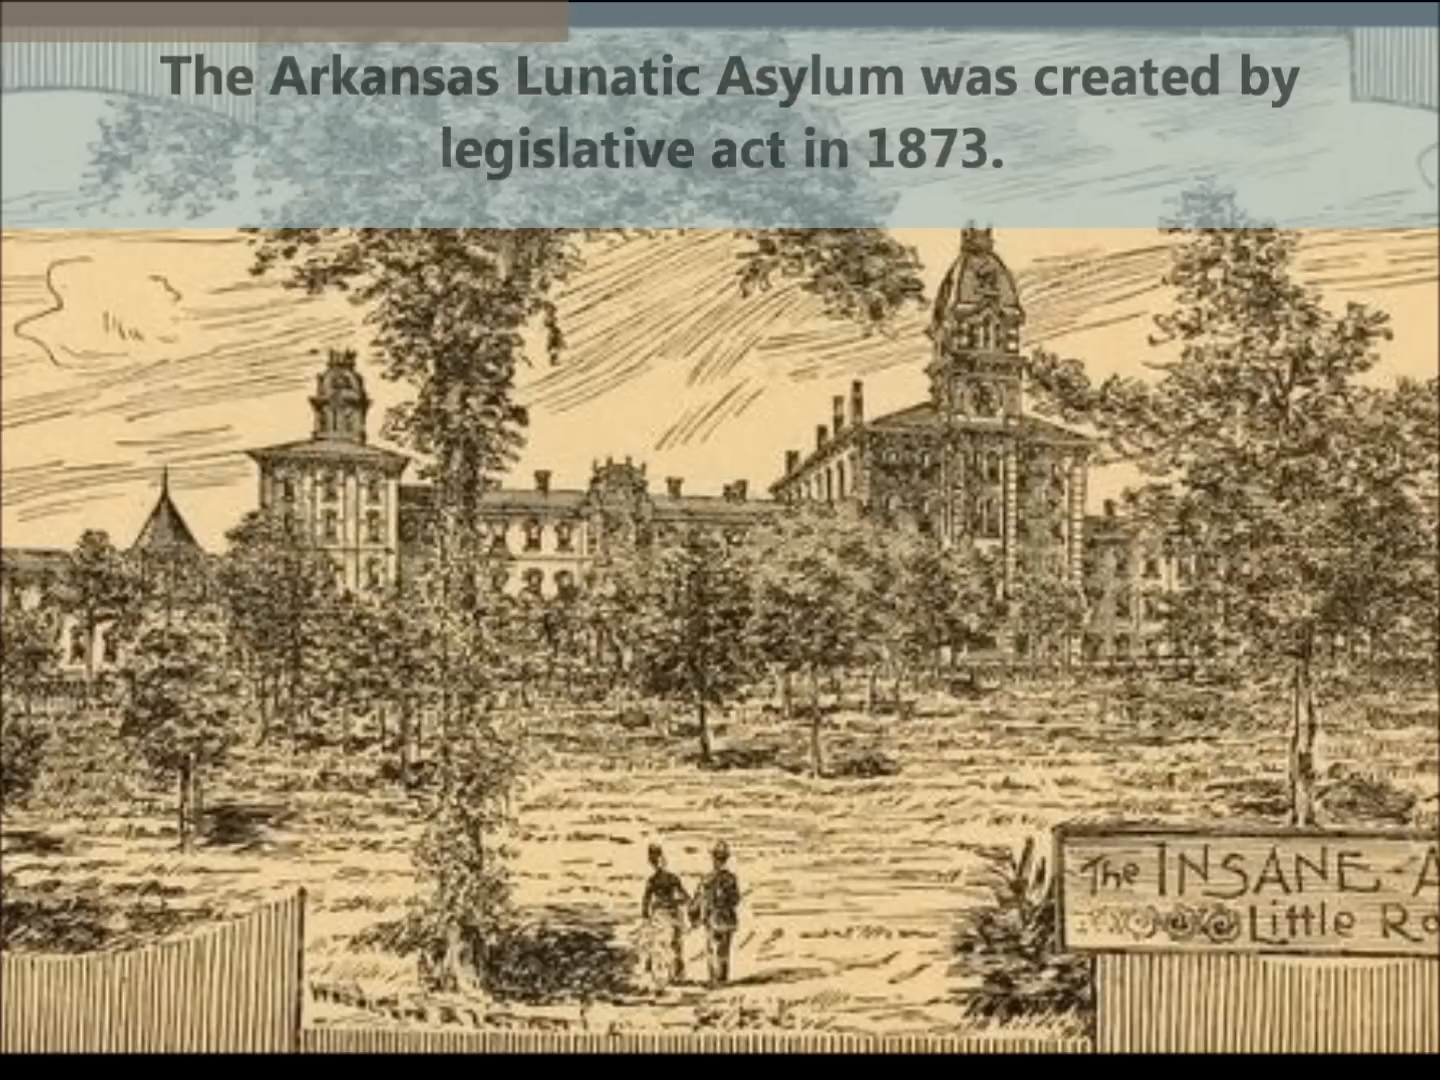 The Arkansas Lunatic Asylum was created by
legislative act in 1873.
The INSANE
Little